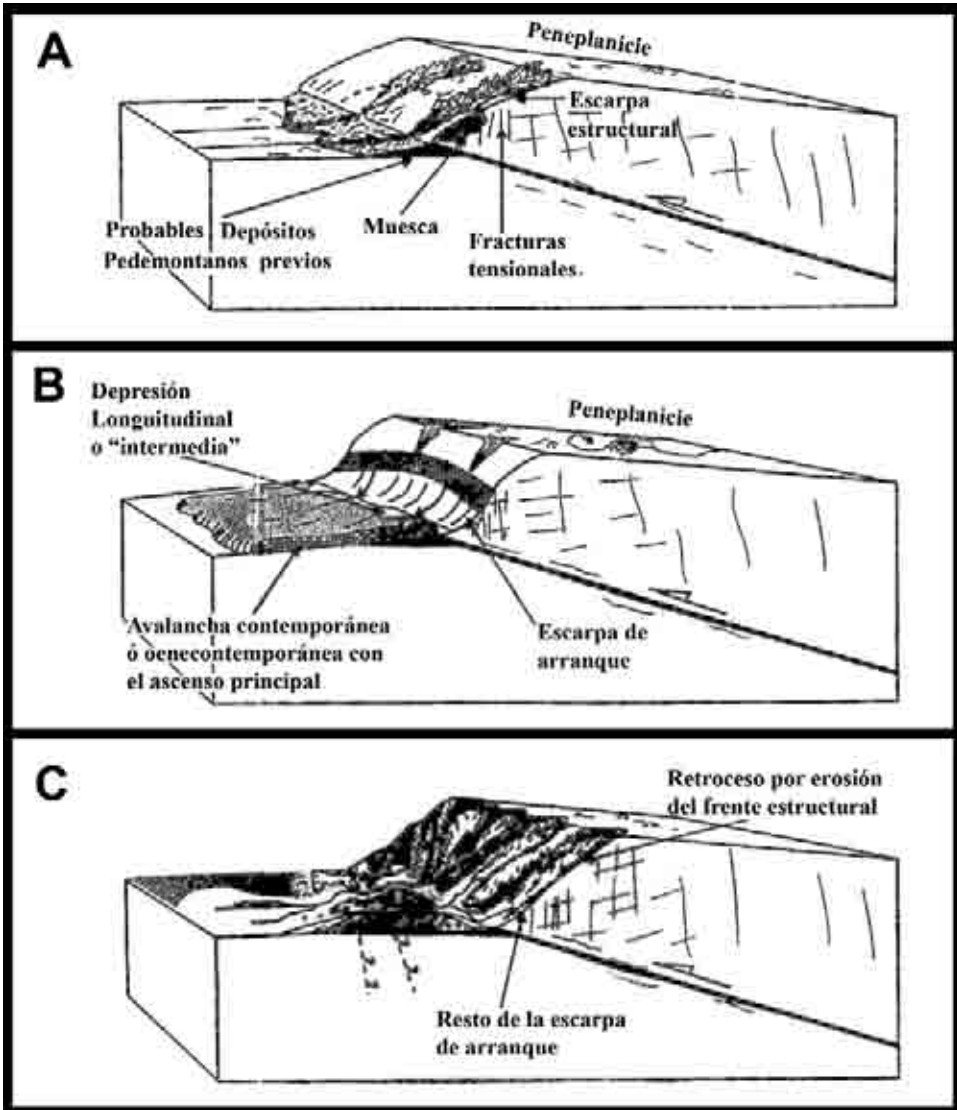 A
Peneplanicie
Escarpa
estructural
Probables Depósitos
Pedemontanos previos
Muesca
Fracturas
tensionales.
B
Depresión
Longuitudinal
o “intermedia”
Peneplanicie
Avalancha contemporánea
ó oenecontemporánea con
el ascenso principal
Escarpa de
arranque
C
Retroceso por erosión
del frente estructural
Resto de la escarpa
de arranque